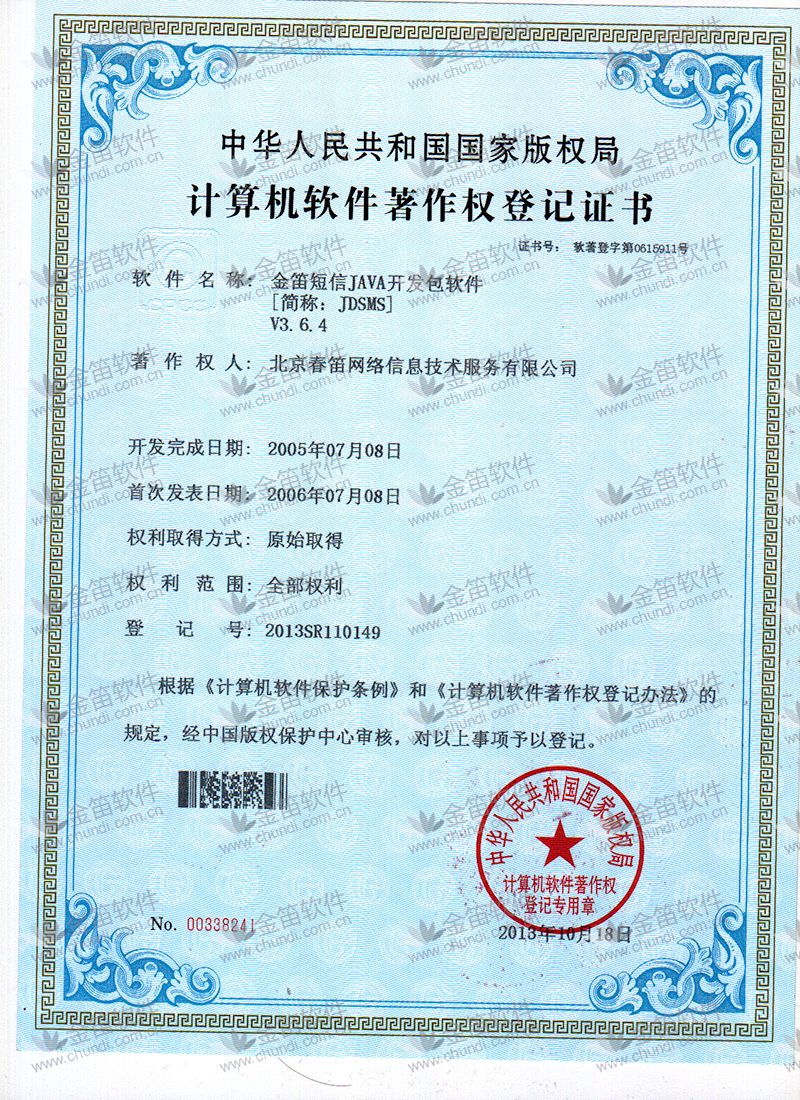 中华人民共和国国家版权局
计算机软件著作权登记证书
证书号： 软著登字第0615911号
软件名称： 金笛短信JAVA开发包软件
[简称：JDSMS]
V3.6.4
著作权人： 北京春笛网络信息技术服务有限公司
开发完成日期： 2005年07月08日
首次发表日期： 2006年07月08日
权利取得方式： 原始取得
权利范围： 全部权利
登记号： 2013SR110149
根据《计算机软件保护条例》和《计算机软件著作权登记办法》的
规定，经中国版权保护中心审核，对以上事项予以登记。
中华人民共和国国家版权局
计算机软件著作权
登记专用章
No. 00338241
2013年10月18日
金笛软件
www.chundi.com.cn